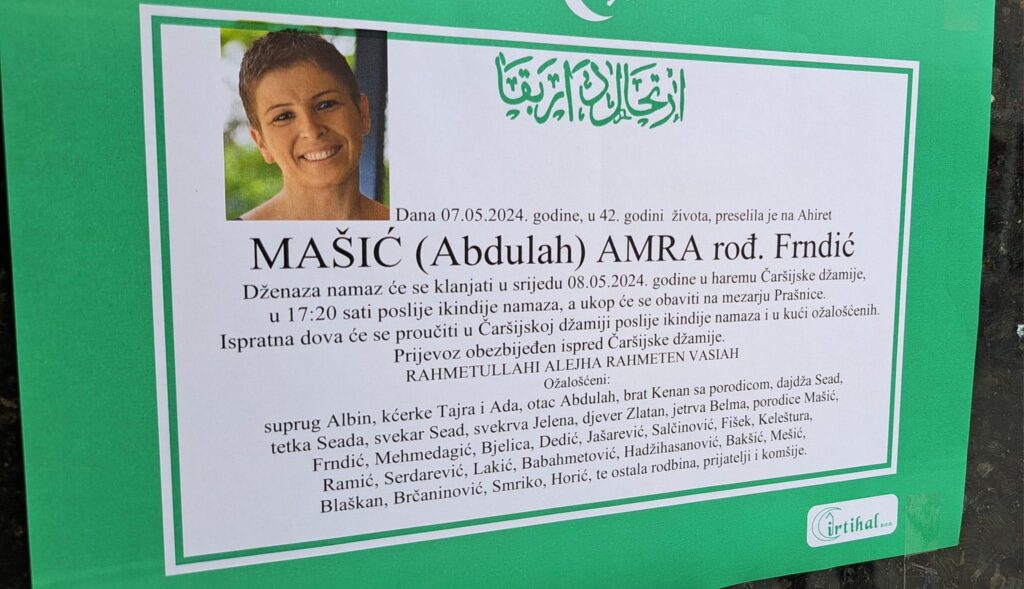 ارتحال دار بقا
Dana 07.05.2024. godine, u 42. godini života, preselila je na Ahiret
MAŠIĆ (Abdulah) AMRA rođ. Frndić
Dženaza namaz će se klanjati u srijedu 08.05.2024. godine u haremu Čaršijske džamije,
u 17:20 sati poslije ikindije namaza, a ukop će se obaviti na mezarju Prašnice.
Ispratna dova će se proučiti u Čaršijskoj džamiji poslije ikindije namaza i u kući ožalošćenih.
Prijevoz obezbijeđen ispred Čaršijske džamije.
RAHMETULLAHI ALEJHA RAHMETEN VASIAH
Ožalošćeni:
suprug Albin, kćerke Tajra i Ada, otac Abdulah, brat Kenan sa porodicom, dajdža Sead,
tetka Seada, svekar Sead, svekrva Jelena, djever Zlatan, jetrva Belma, porodice Mašić,
Frndić, Mehmedagić, Bjelica, Dedić, Jašarević, Salčinović, Fišek, Keleštura,
Ramić, Serdarević, Lakić, Babahmetović, Hadžihasanović, Bakšić, Mešić,
Blaškan, Brčaninović, Smriko, Horić, te ostala rodbina, prijatelji i komšije.
irtihal d.o.o.